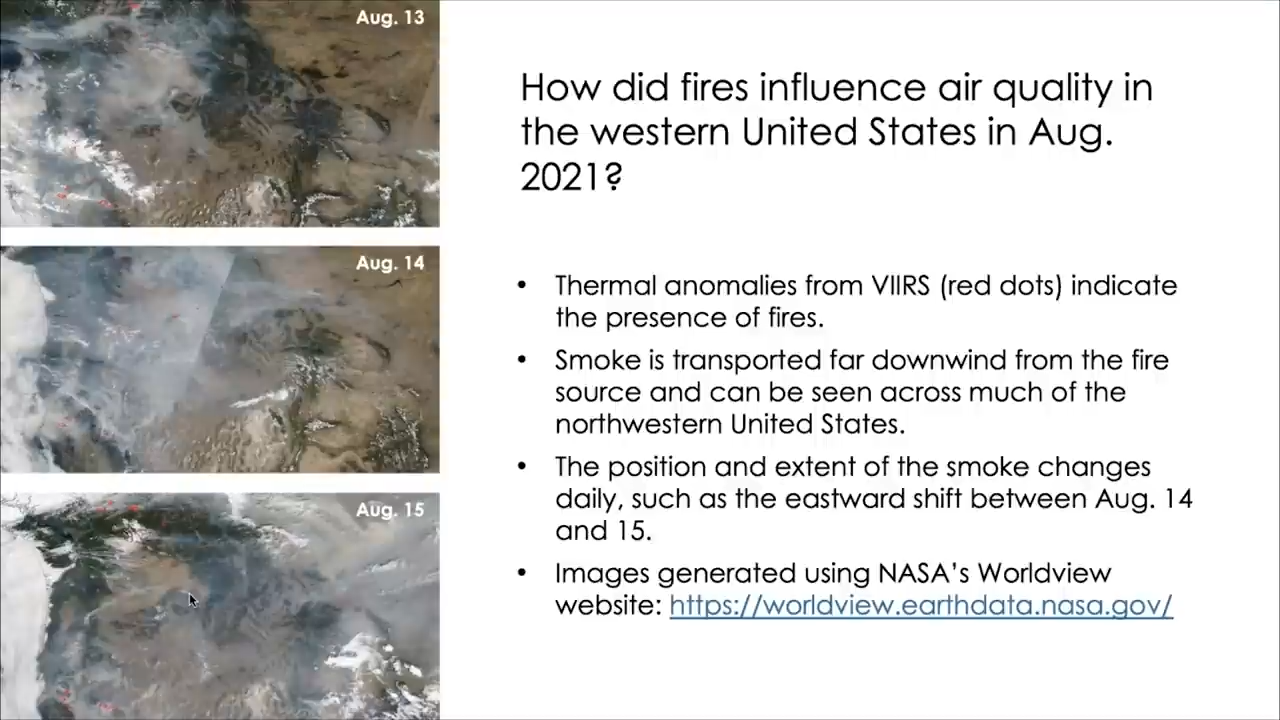 Aug. 13
Aug. 14
Aug. 15
How did fires influence air quality in
the western United States in Aug.
2021?
• Thermal anomalies from VIIRS (red dots) indicate
the presence of fires.
• Smoke is transported far downwind from the fire
source and can be seen across much of the
northwestern United States.
• The position and extent of the smoke changes
daily, such as the eastward shift between Aug. 14
and 15.
• Images generated using NASA’s Worldview
website: https://worldview.earthdata.nasa.gov/